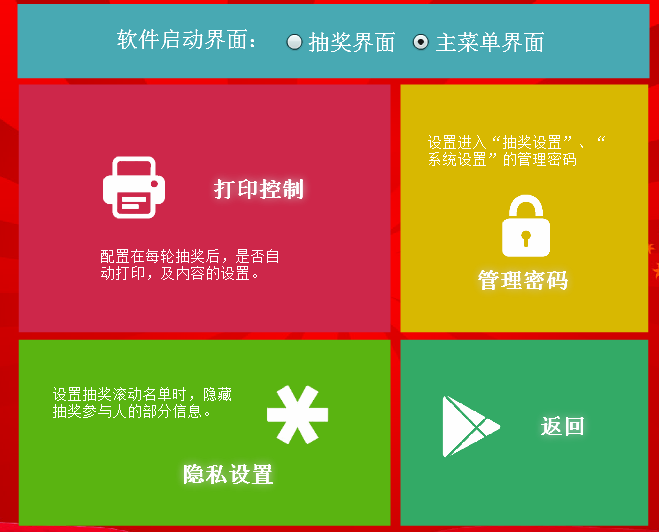 软件启动界面： 抽奖界面 主菜单界面
打印控制
配置在每轮抽奖后，是否自
动打印，及内容的设置。
设置进入“抽奖设置”、“
系统设置”的管理密码
管理密码
设置抽奖滚动名单时，隐藏
抽奖参与人的部分信息。
隐私设置
返回